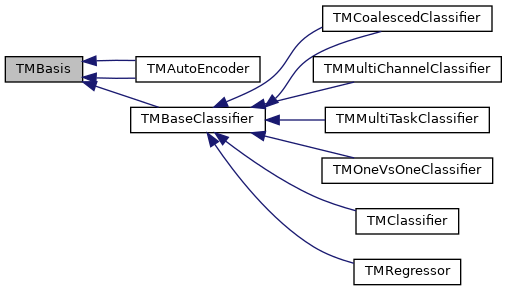 TMBasis
TMAutoEncoder
TMBaseClassifier
TMCoalescedClassifier
TMMultiChannelClassifier
TMMultiTaskClassifier
TMOneVsOneClassifier
TMClassifier
TMRegressor